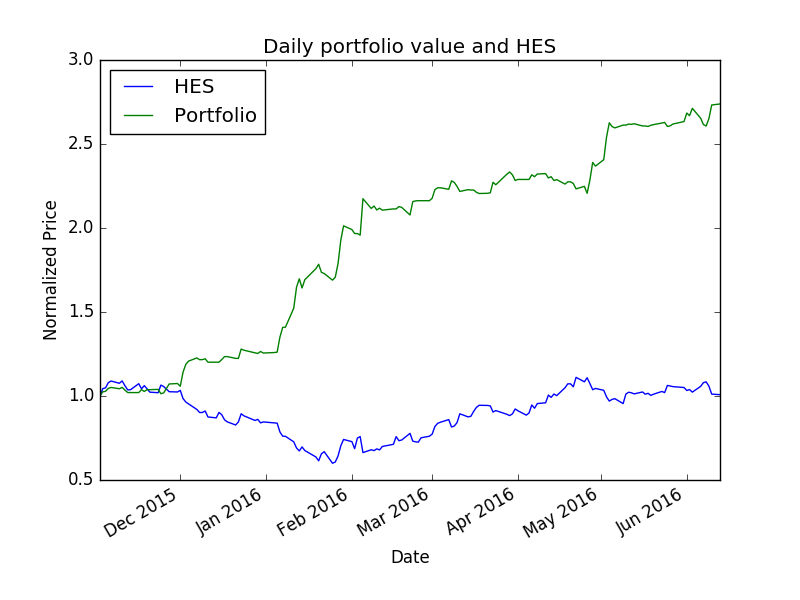 Daily portfolio value and HES
3.0
2.5
2.0
1.5
1.0
0.5
Normalized Price
HES
Portfolio
Dec 2015
Jan 2016
Feb 2016
Mar 2016
Apr 2016
May 2016
Jun 2016
Date